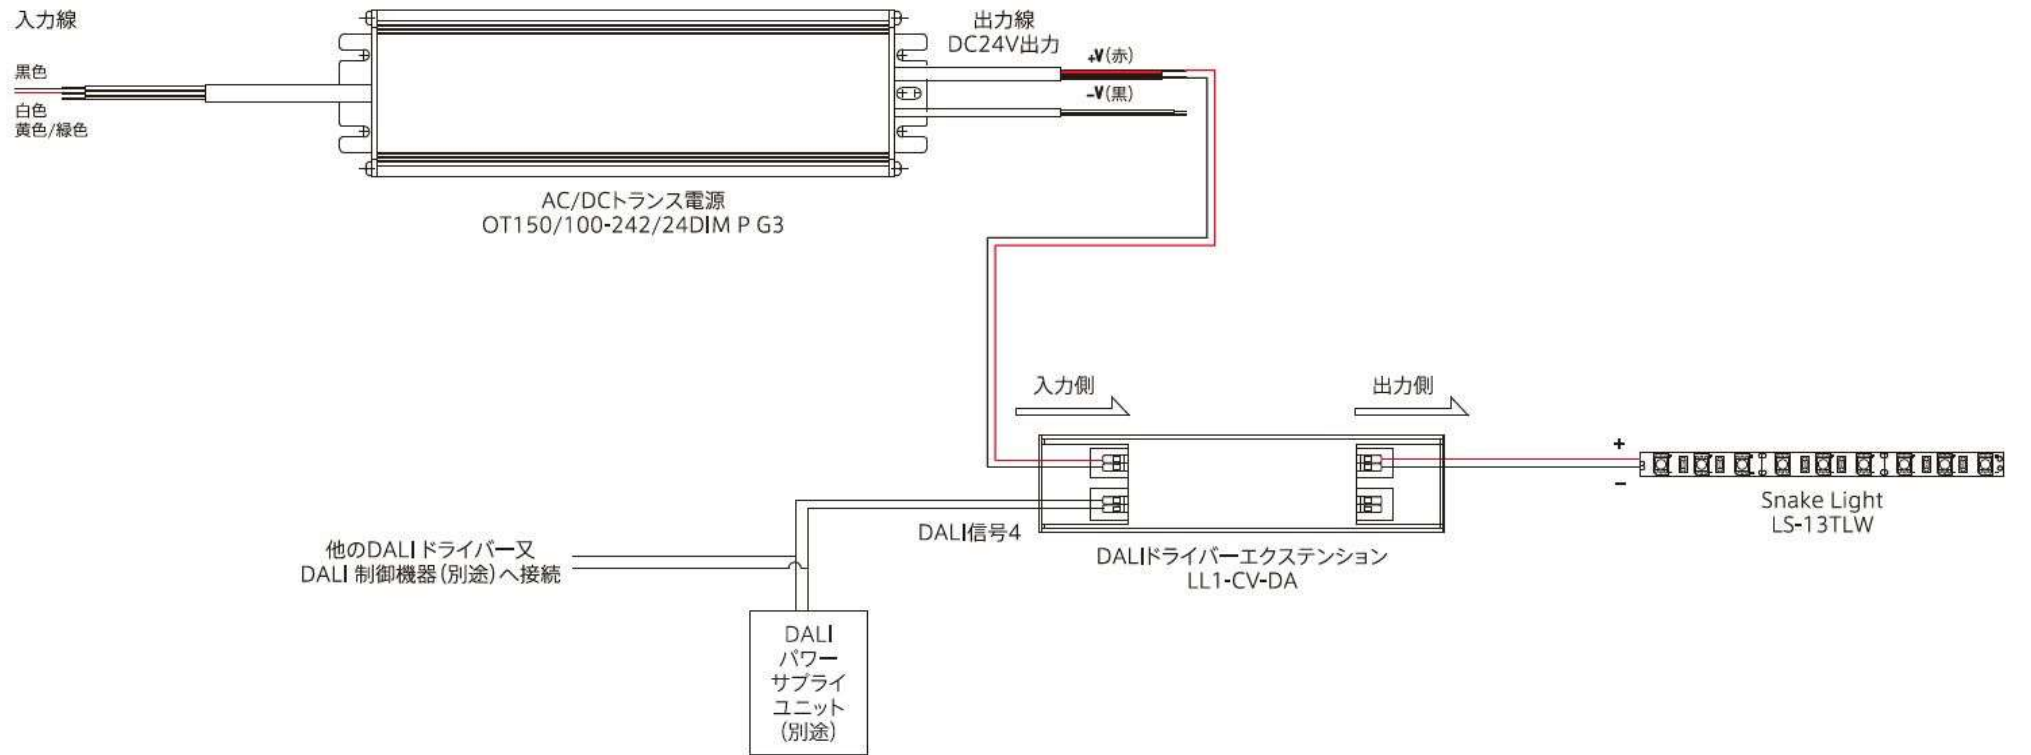 入力線
黒色
白色
黄色/緑色
出力線
DC24V出力
+V(赤)
-V(黒)
AC/DCトランス電源
OT150/100-242/24DIM P G3
入力側
出力側
+
−
Snake Light
LS-13TLW
DALI信号4
DALIドライバーエクステンション
LL1-CV-DA
他のDALIドライバー又
DALI 制御機器(別途)へ接続
DALI
パワー
サプライ
ユニット
(別途)